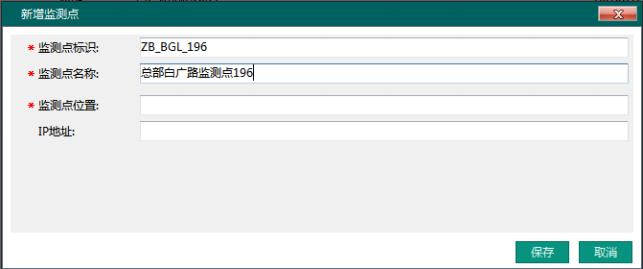 新增监测点
* 监测点标识: ZB_BGL_196
* 监测点名称: 总部白广路监测点196
* 监测点位置:
IP地址:
保存 取消